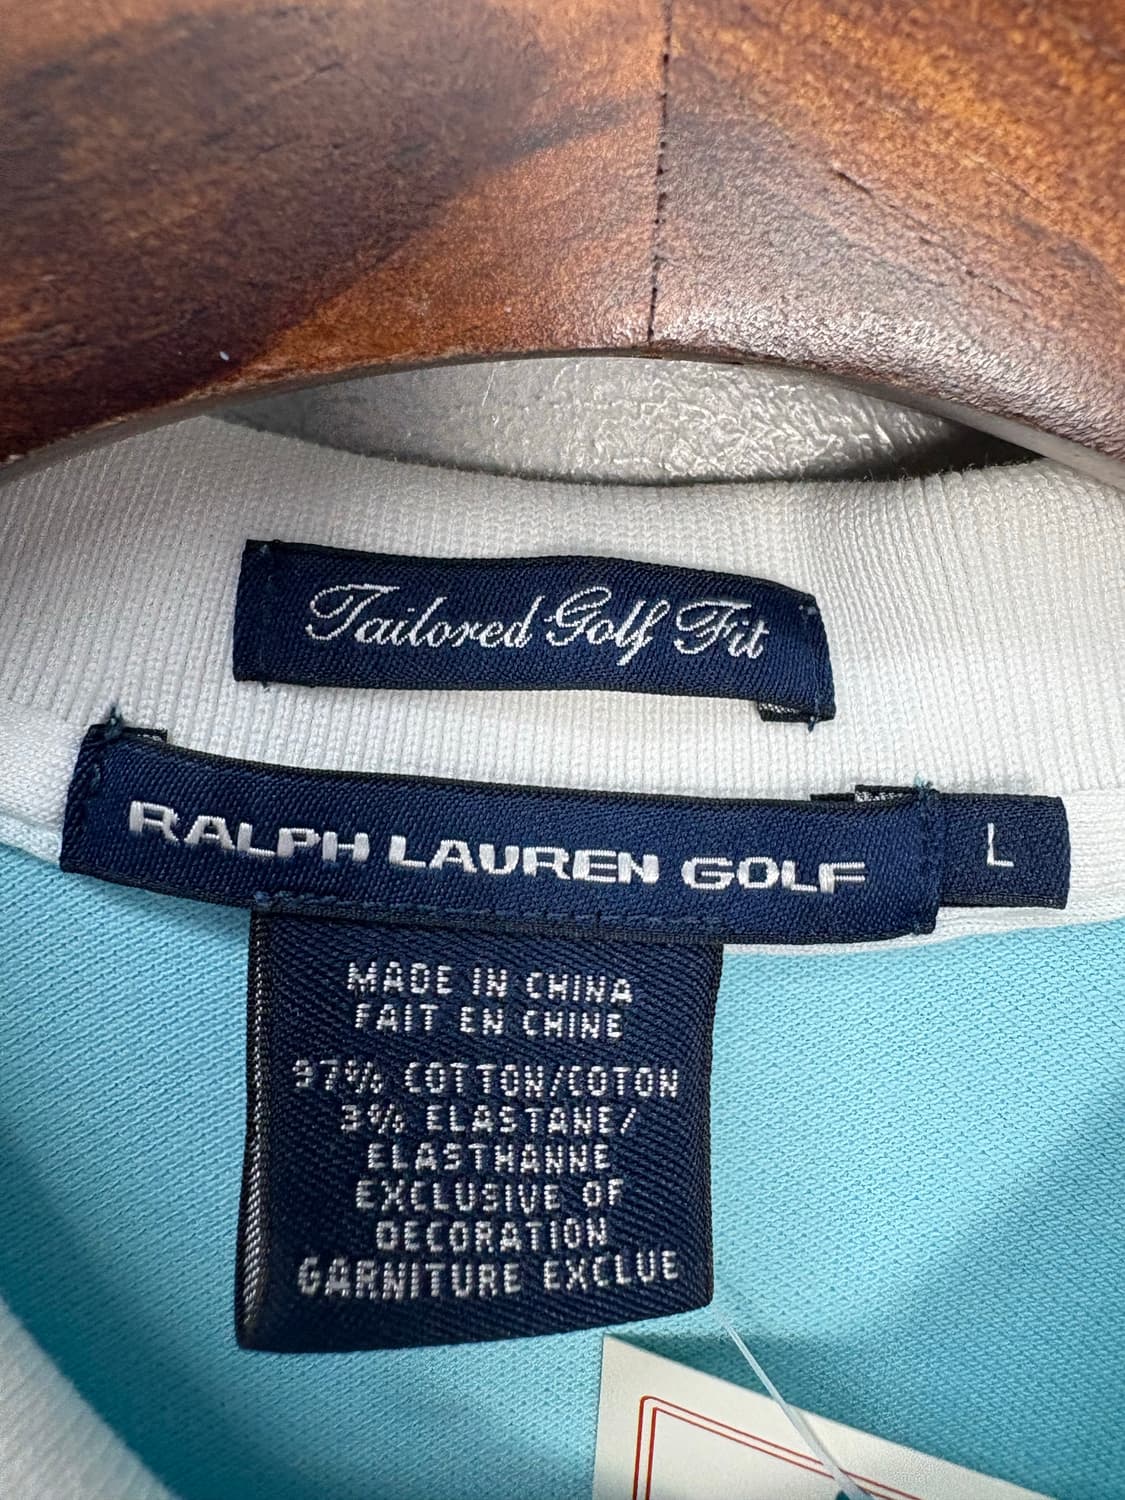 Tailored Golf Fit
RALPH LAUREN GOLF
L
MADE IN CHINA
FAIT EN CHINE
97% COTTON/COTON
3% ELASTANE/
ELASTHANNE
EXCLUSIVE OF
DECORATION
GARNITURE EXCLUE